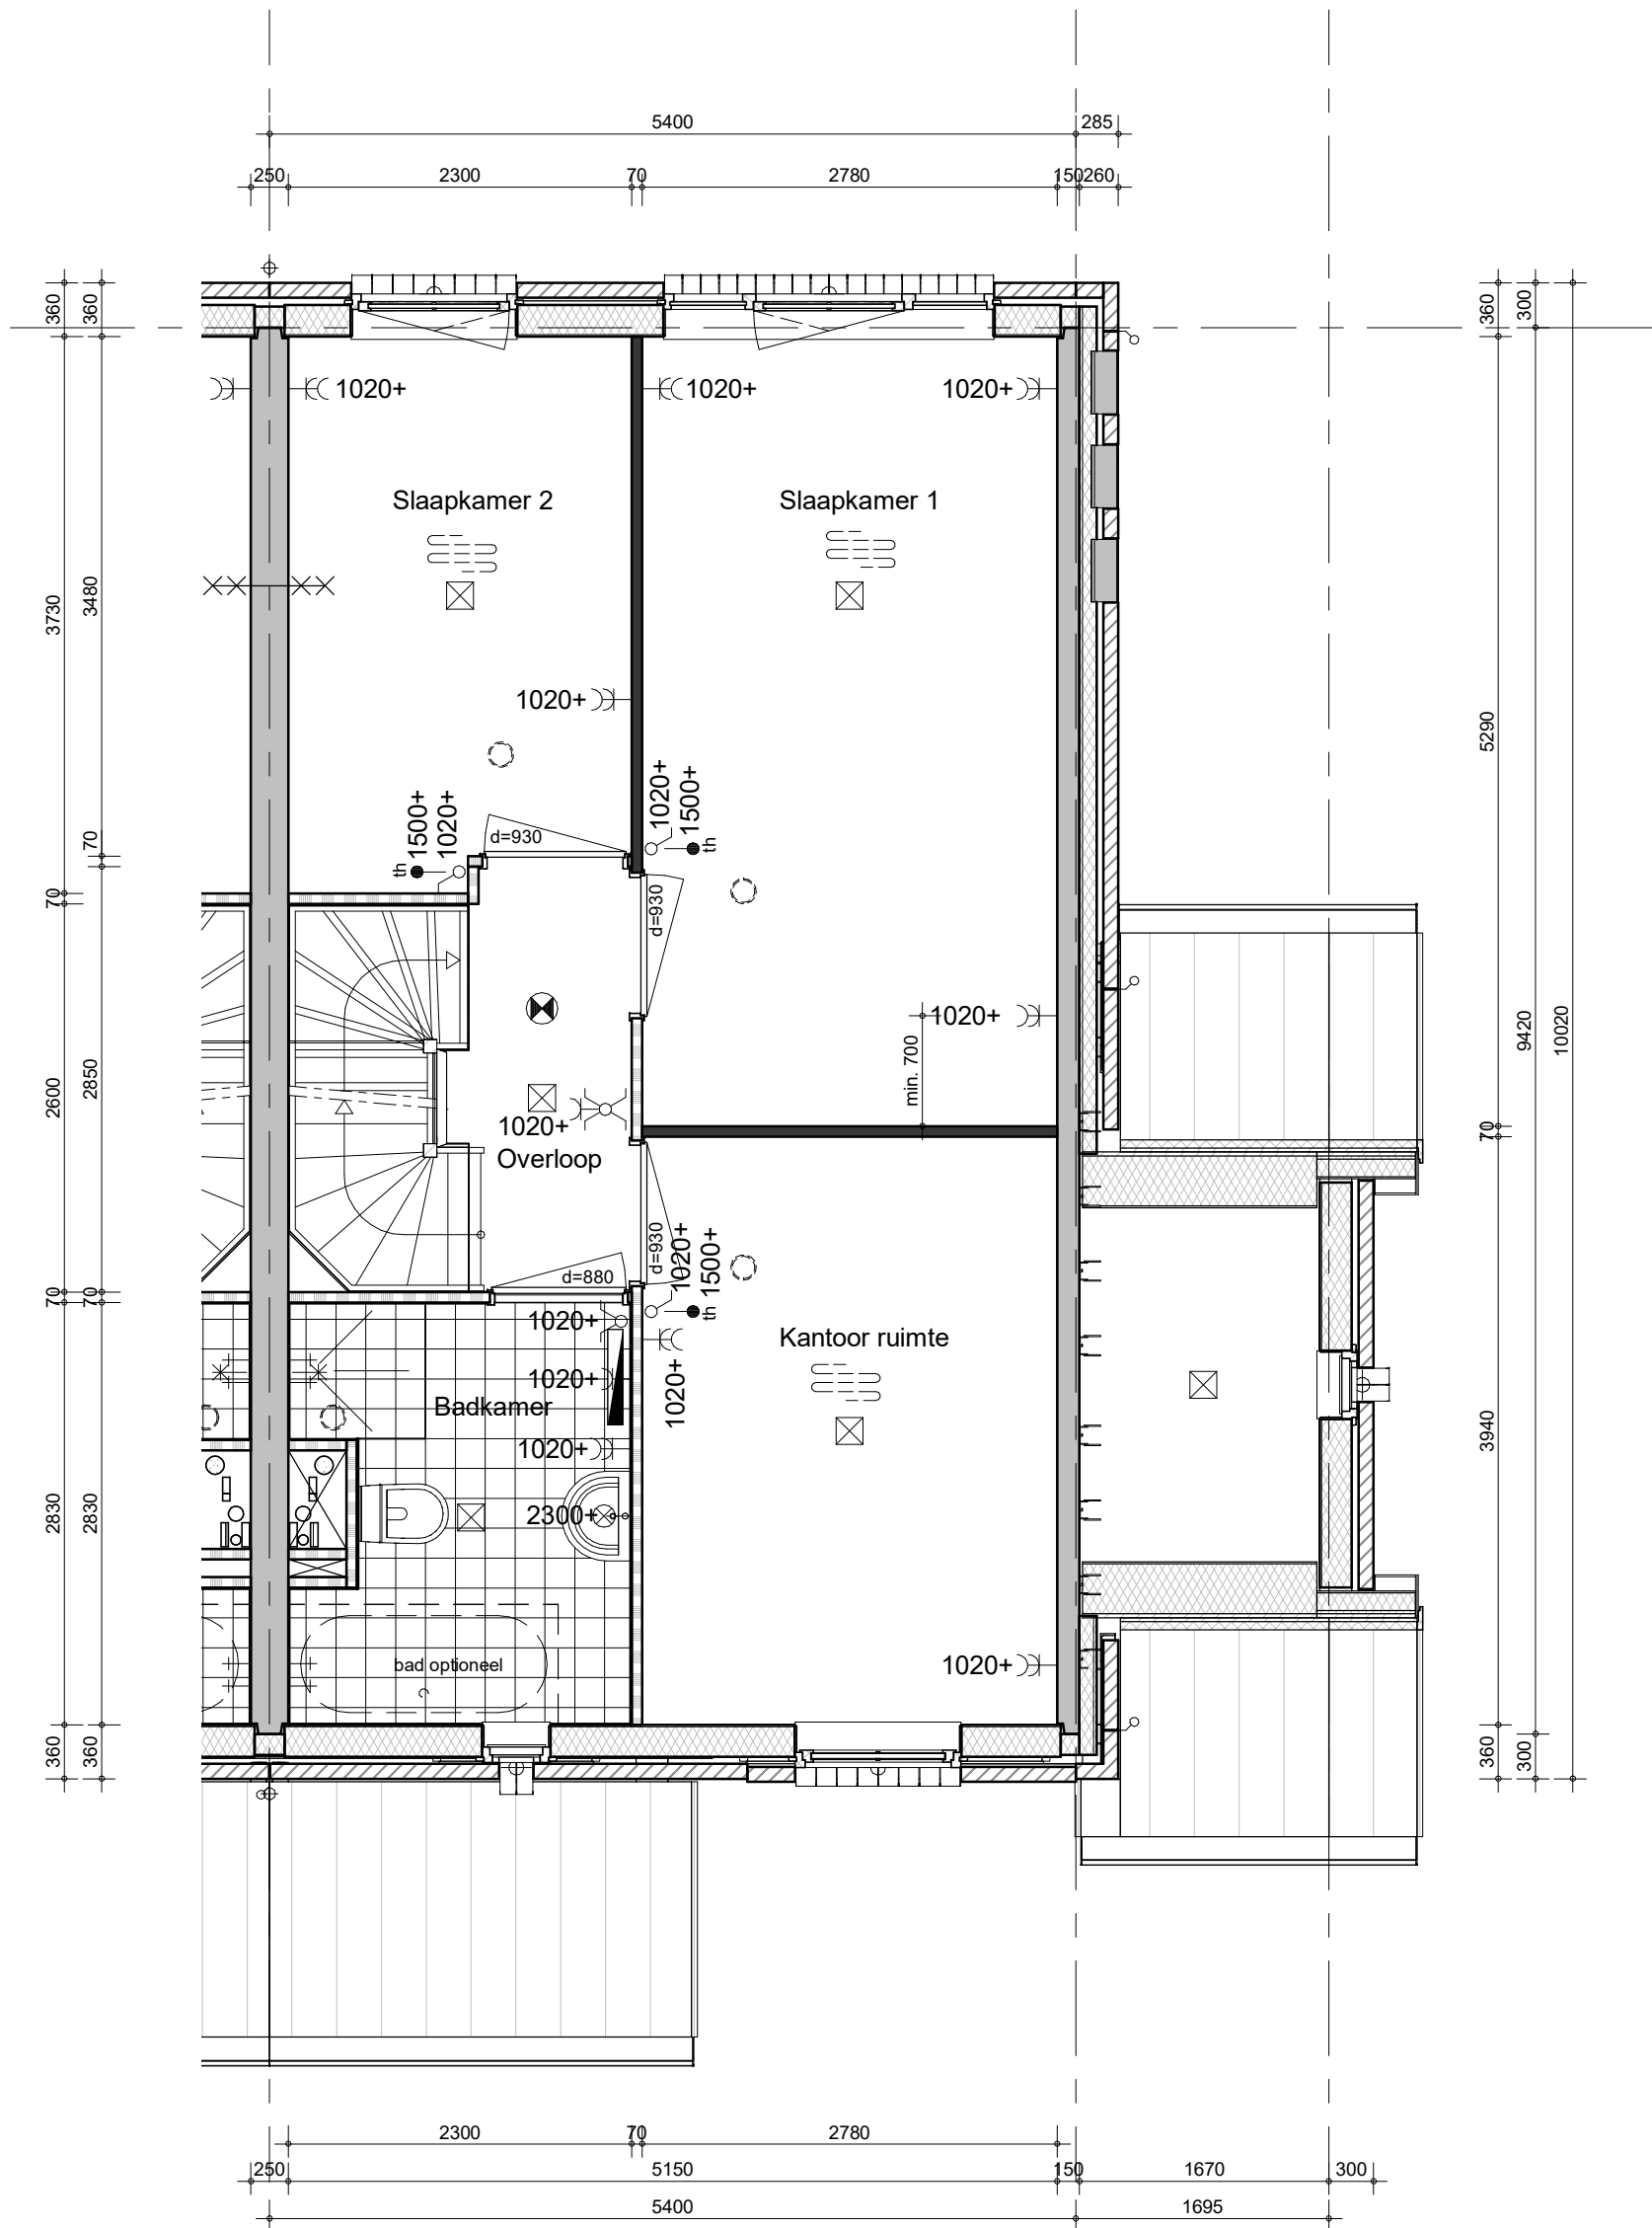 5400 285
250 2300 70 2780 150 260
360 360 360 300
1020+ 1020+ 1020+
Slaapkamer 2 Slaapkamer 1
3730 3480
1020+
5290
1500+ 1020+ 1020+ 1500+
th th
d=930
70 70
d=930
1020+
min. 700
9420 10020
2600 2850
1020+
Overloop
70
d=930 1020+ 1500+
d=880
th
70 70
1020+
Kantoor ruimte
1020+
1020+
Badkamer
1020+
3940
2300+
2830 2830
bad optioneel
1020+
360 360 360 300
2300 70 2780
250 5150 150 1670 300
5400 1695